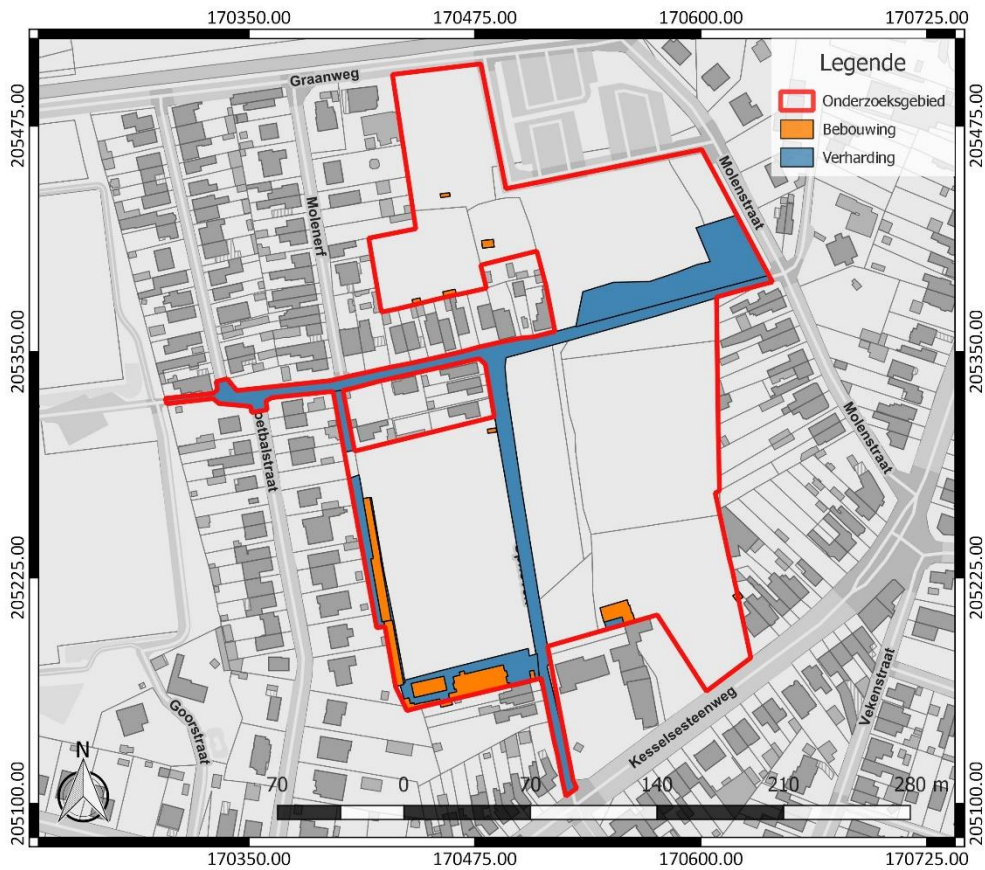 170350.00 170475.00 170600.00 170725.00
Legende
Onderzoeksgebied
Bebouwing
Verharding
Graanweg
205475.00
205475.00
Molenstraat
Molenerf
205350.00
205350.00
Molenstraat
oetbalstraat
205225.00
205225.00
Goorstraat
Kesselsesteenweg
Vekenstraat
N
70 0 70 140 210 280 m
205100.00
205100.00
170350.00 170475.00 170600.00 170725.00